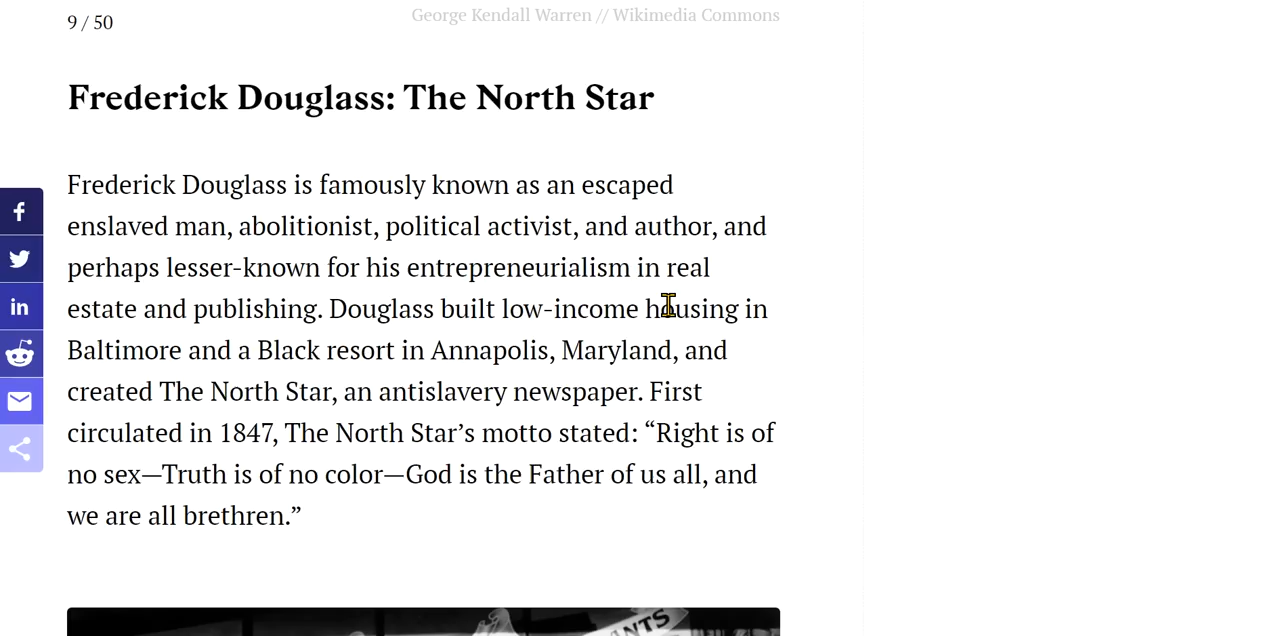 George Kendall Warren // Wikimedia Commons
9 / 50
Frederick Douglass: The North Star
Frederick Douglass is famously known as an escaped
enslaved man, abolitionist, political activist, and author, and
perhaps lesser-known for his entrepreneurialism in real
estate and publishing. Douglass built low-income housing in
Baltimore and a Black resort in Annapolis, Maryland, and
created The North Star, an antislavery newspaper. First
circulated in 1847, The North Star’s motto stated: “Right is of
no sex—Truth is of no color—God is the Father of us all, and
we are all brethren.”